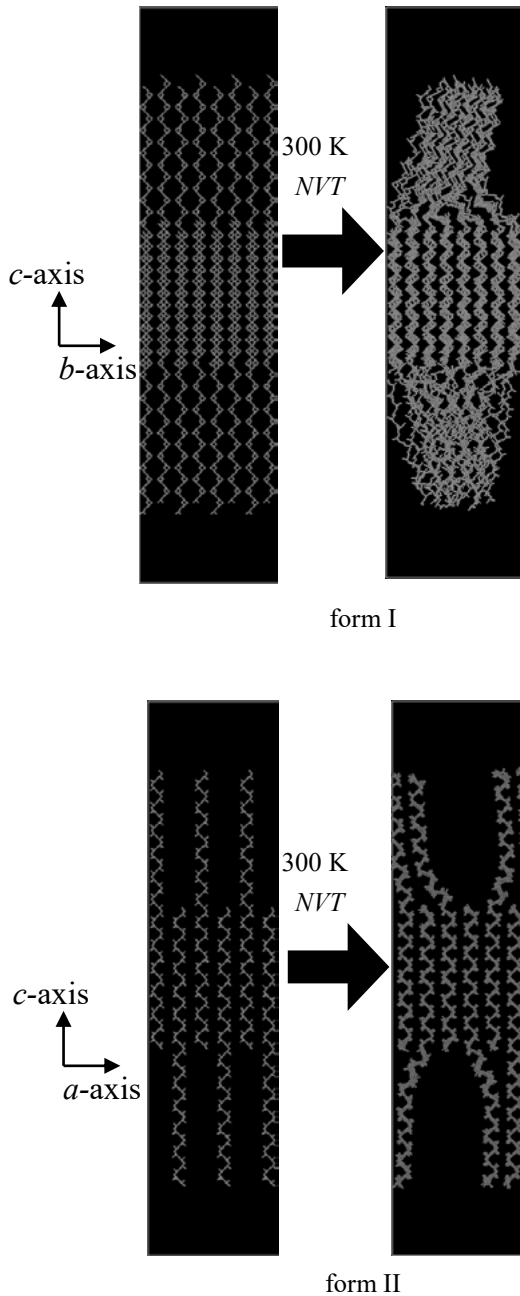 300 K
NVT
c-axis
b-axis
form I
300 K
NVT
c-axis
a-axis
form II